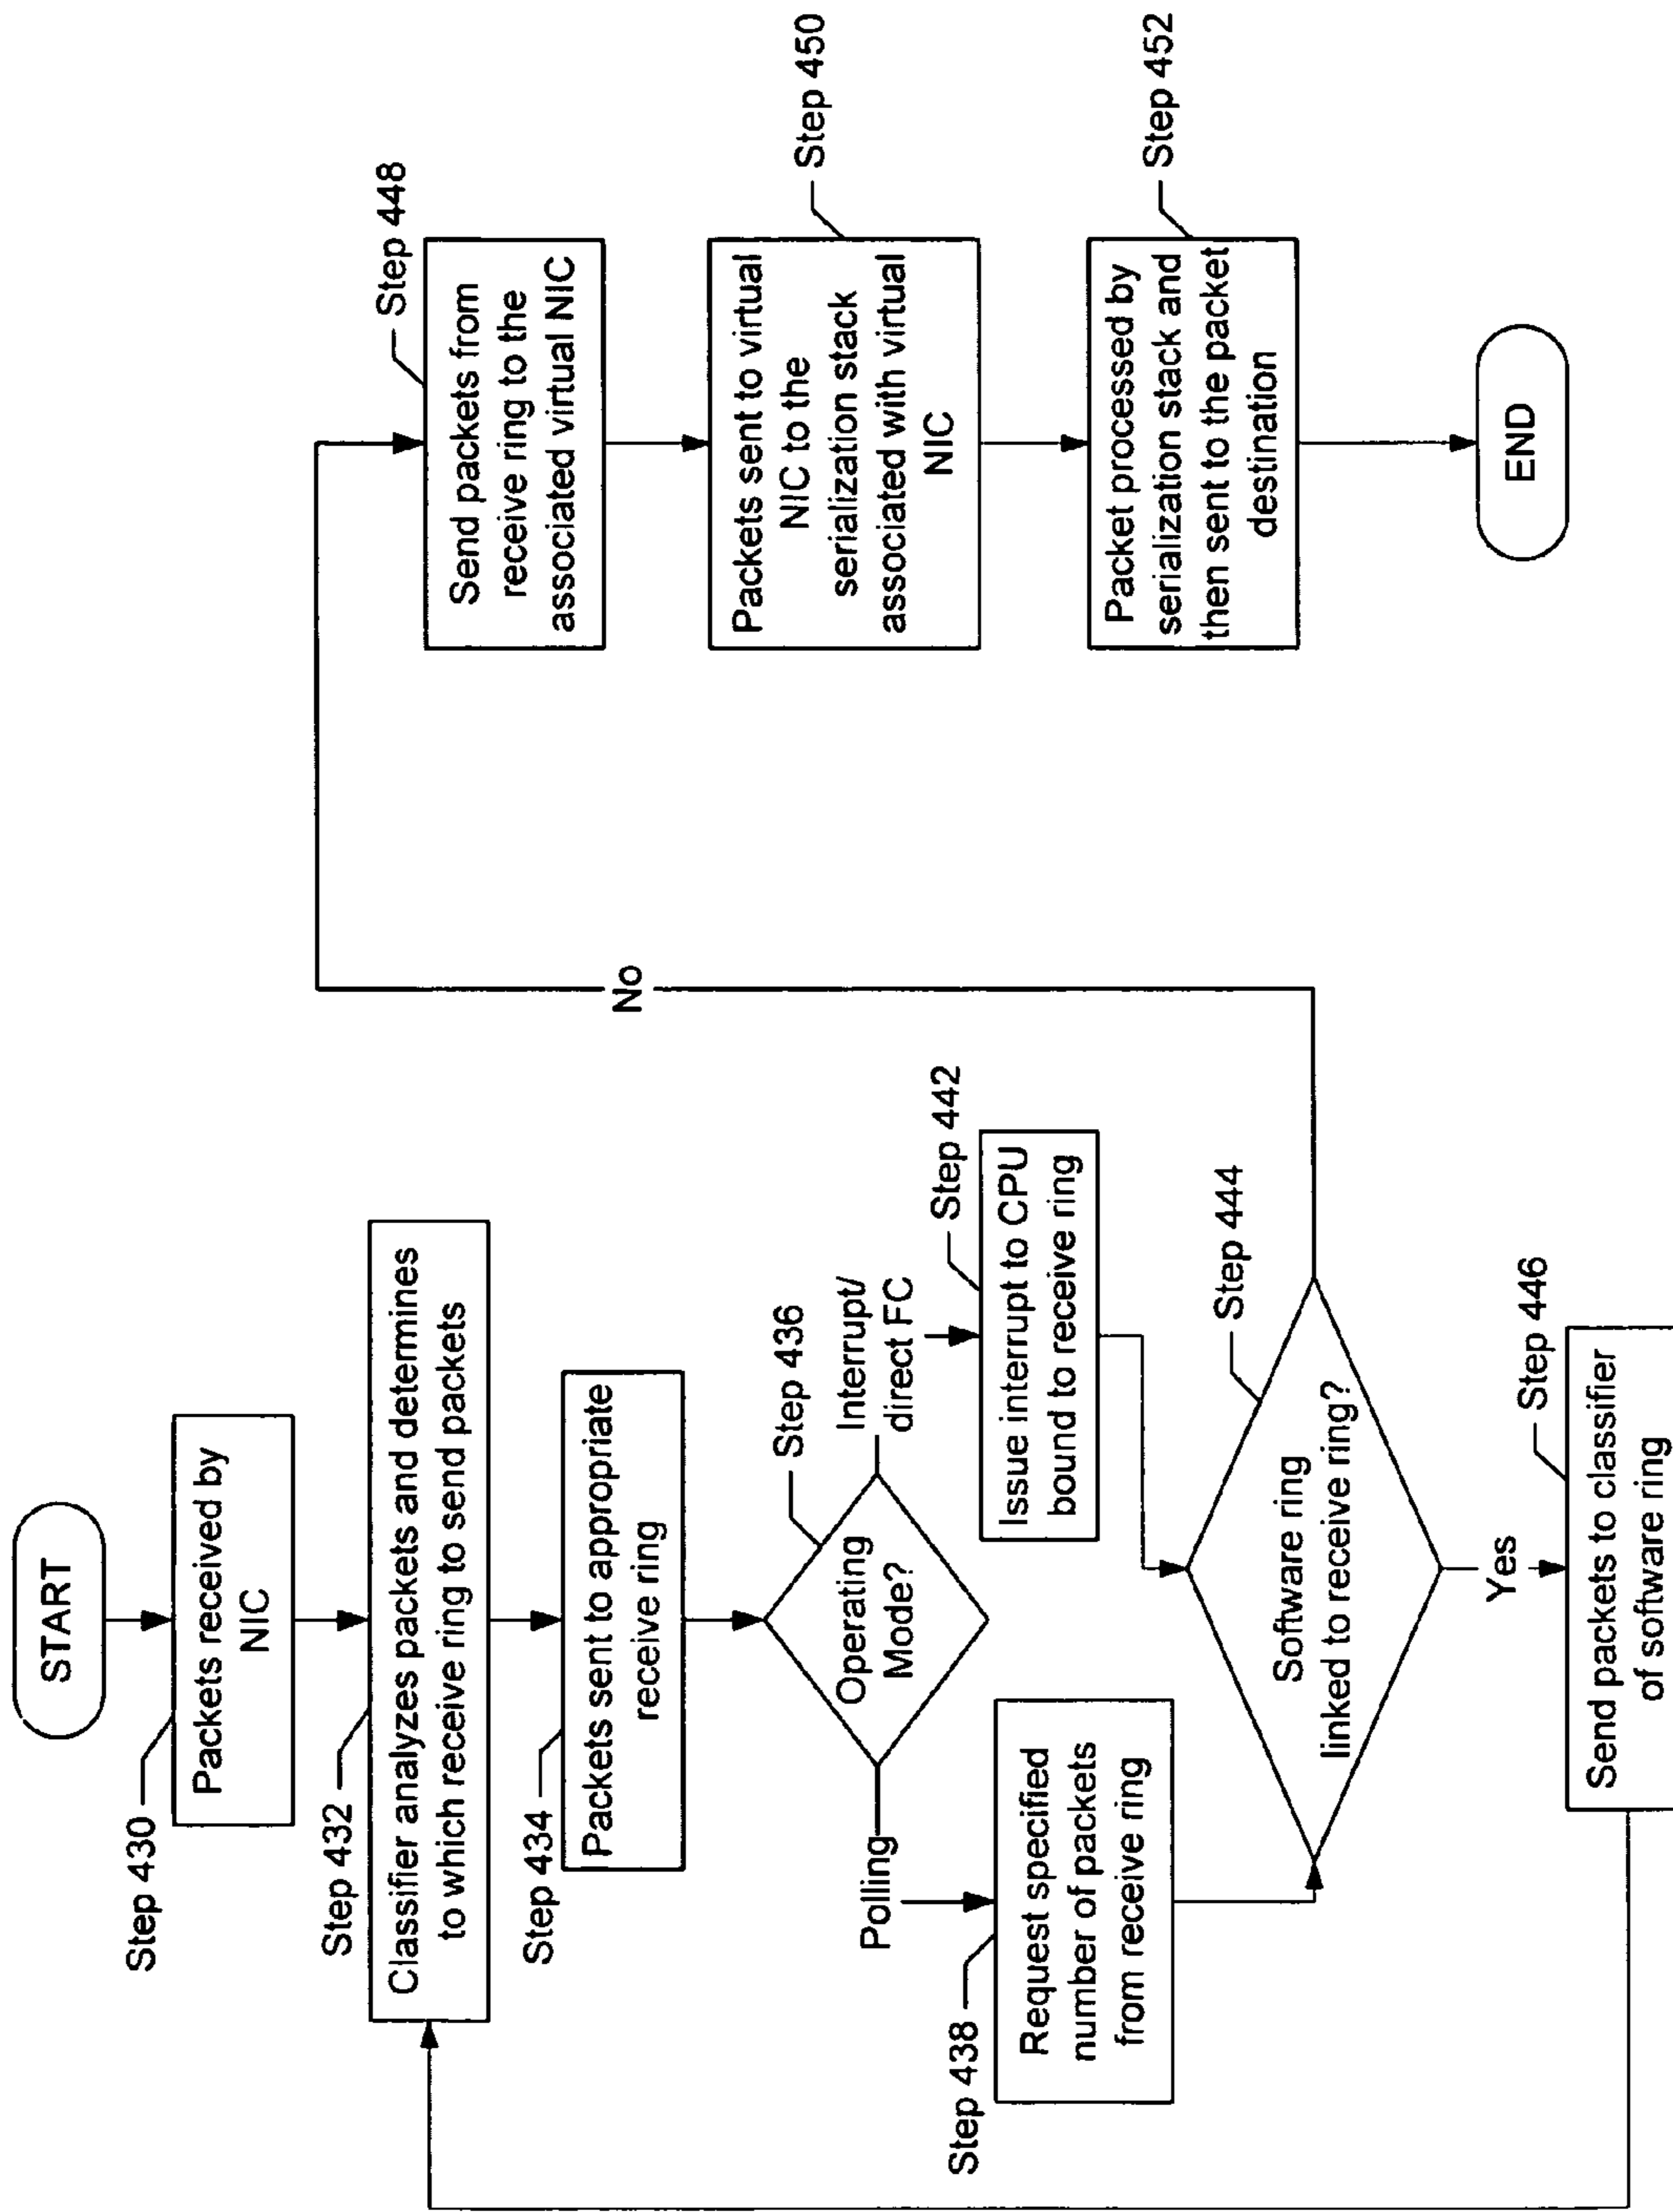 START
Step 430
Packets received by
NIC
Step 432
Classifier analyzes packets and determines
to which receive ring to send packets
Step 434
Packets sent to appropriate
receive ring
Step 436
Operating
Mode?
Polling
Interrupt/
direct FC
Step 438
Request specified
number of packets
from receive ring
Step 442
Issue interrupt to CPU
bound to receive ring
Step 444
Software ring
linked to receive ring?
No
Yes
Step 446
Send packets to classifier
of software ring
Step 448
Send packets from
receive ring to the
associated virtual NIC
Step 450
Packets sent to virtual
NIC to the
serialization stack
associated with virtual
NIC
Step 452
Packet processed by
serialization stack and
then sent to the packet
destination
END